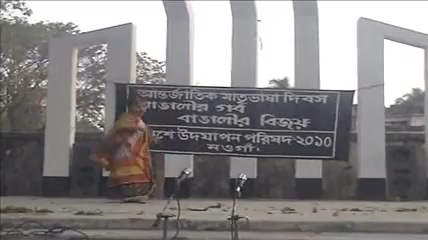 আন্তর্জাতিক মাতৃভাষা দিবস
বাঙালীর গর্ব
বাঙালীর বিজয়
উদযাপন পরিষদ-২০১০
নওগাঁ